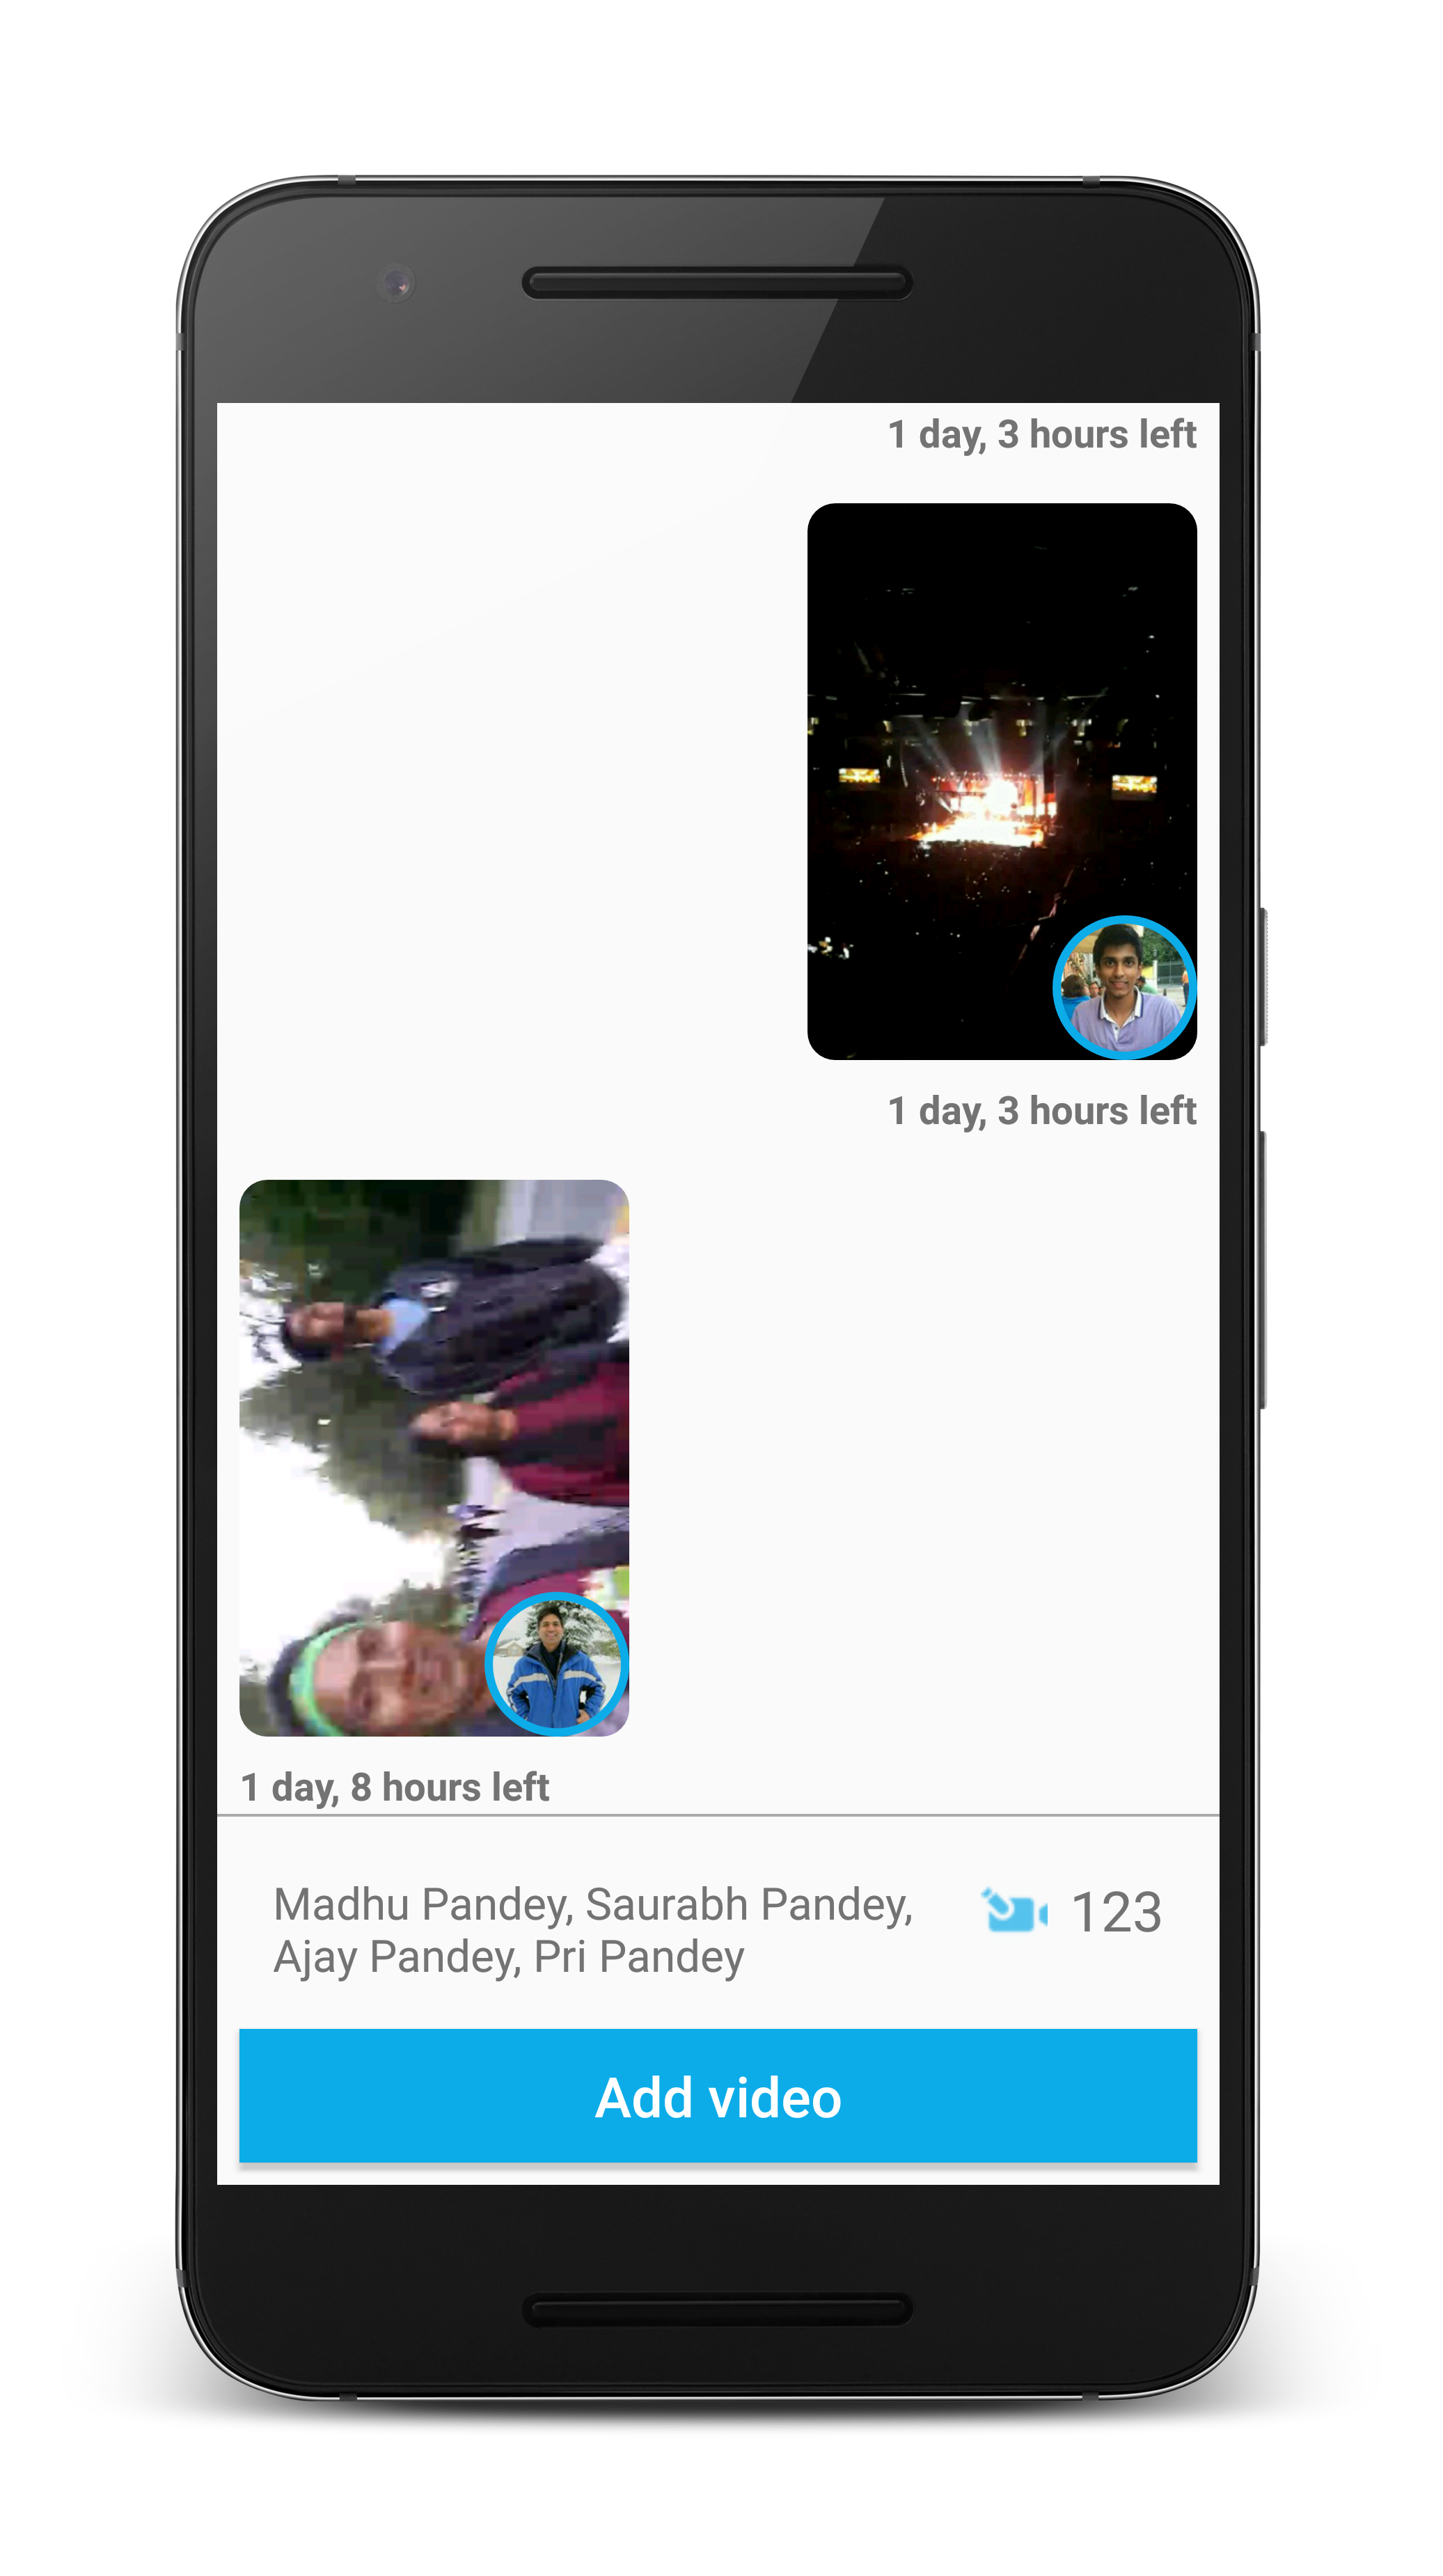 1 day, 3 hours left
1 day, 3 hours left
1 day, 8 hours left
Madhu Pandey, Saurabh Pandey,
Ajay Pandey, Pri Pandey
123
Add video